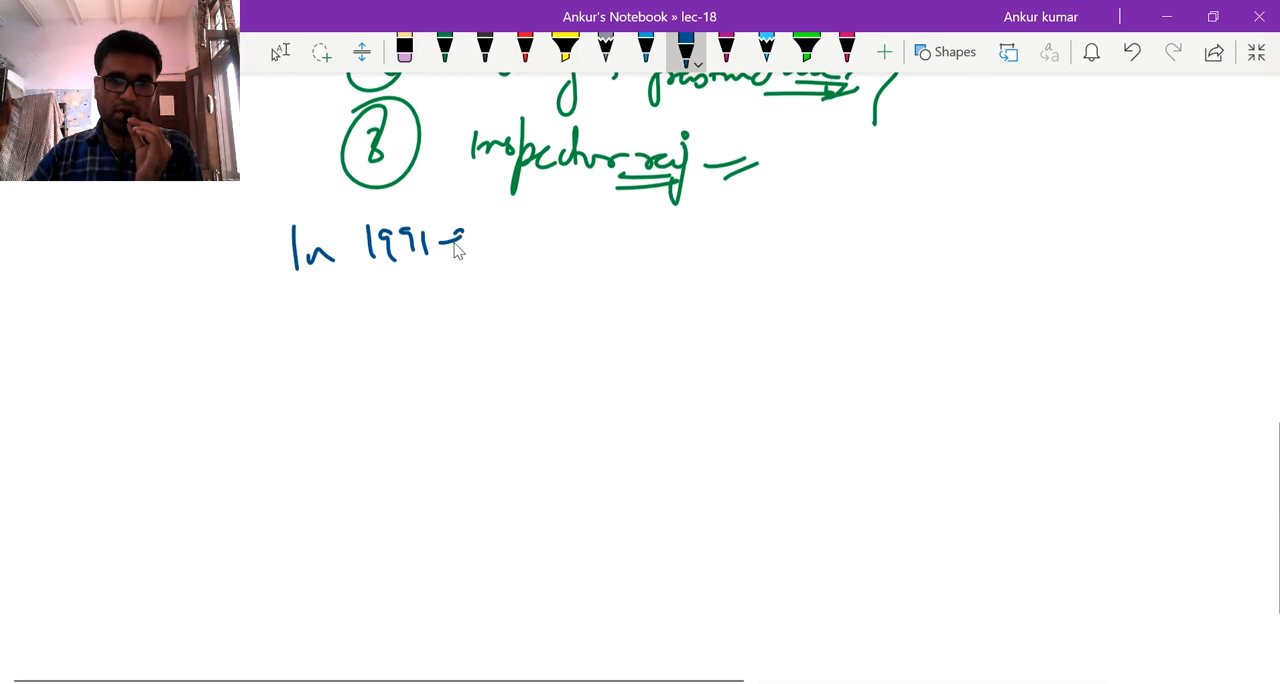 Ankur's Notebook » lec-18
Ankur kumar
Shapes
3 Inspector raj
In 1991-